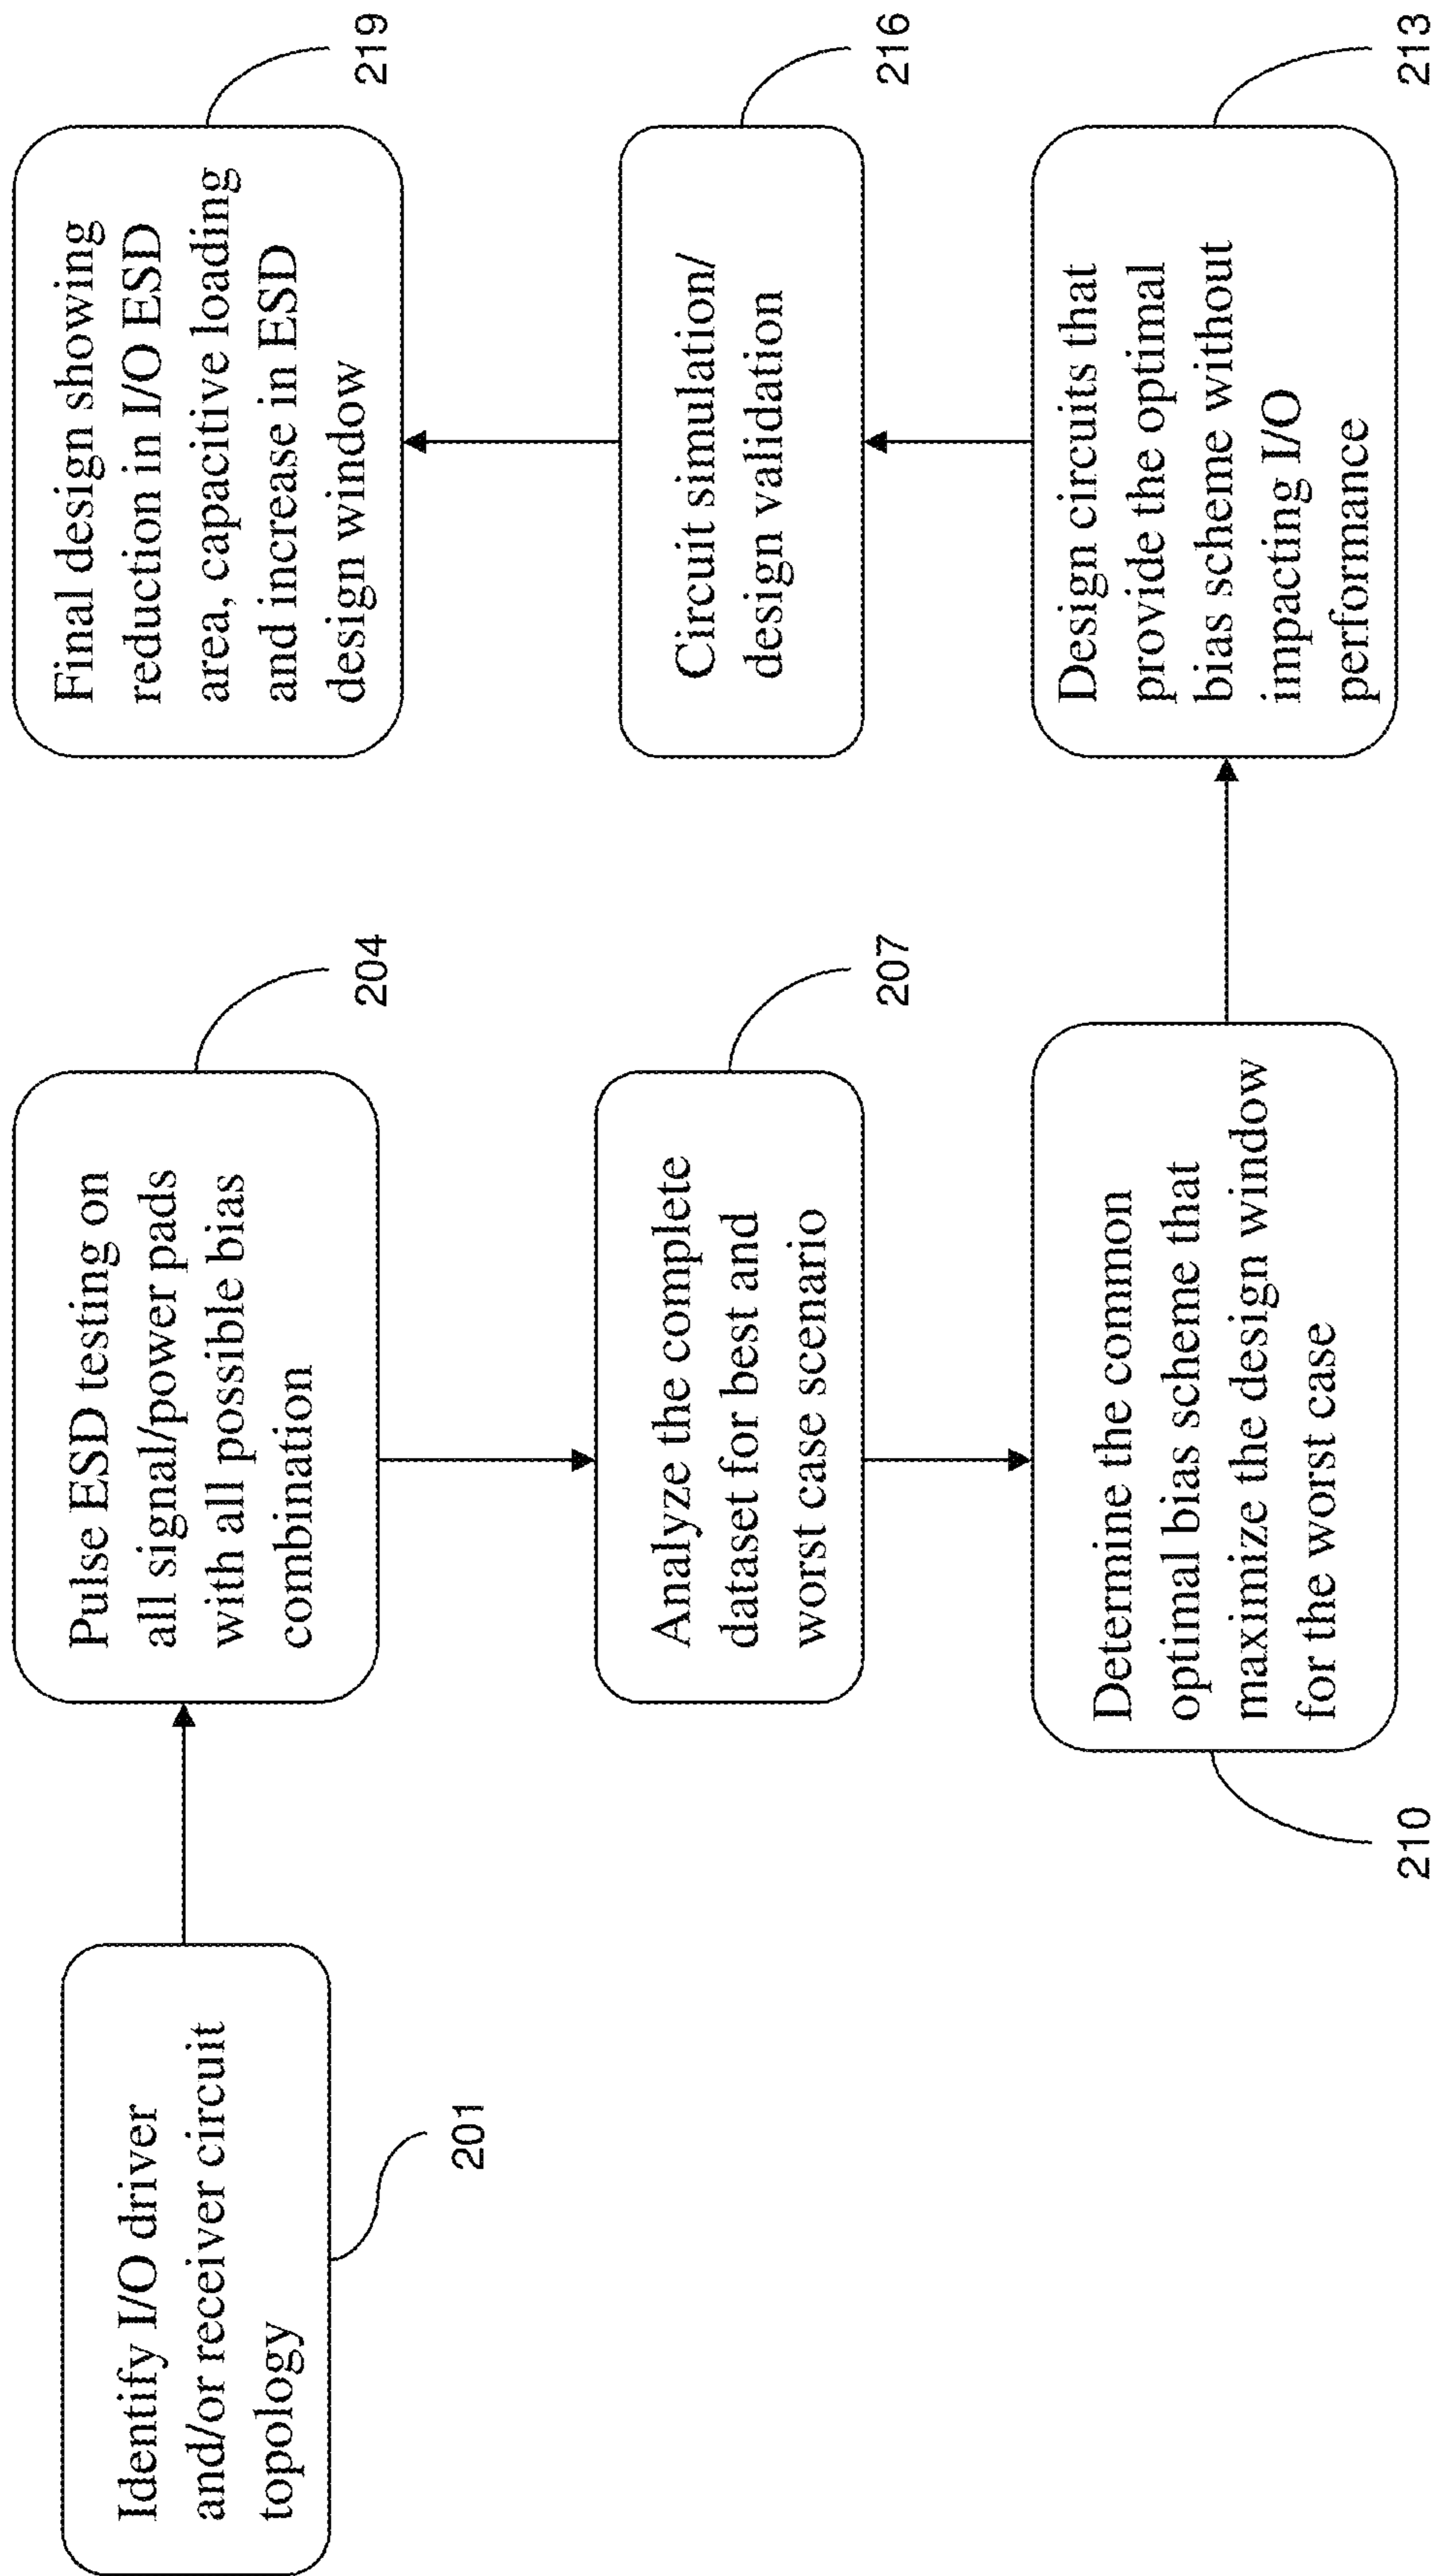 Identify I/O driver
and/or receiver circuit
topology
201
Pulse ESD testing on
all signal/power pads
with all possible bias
combination
204
Analyze the complete
dataset for best and
worst case scenario
207
Determine the common
optimal bias scheme that
maximize the design window
for the worst case
210
Design circuits that
provide the optimal
bias scheme without
impacting I/O
performance
213
Circuit simulation/
design validation
216
Final design showing
reduction in I/O ESD
area, capacitive loading
and increase in ESD
design window
219